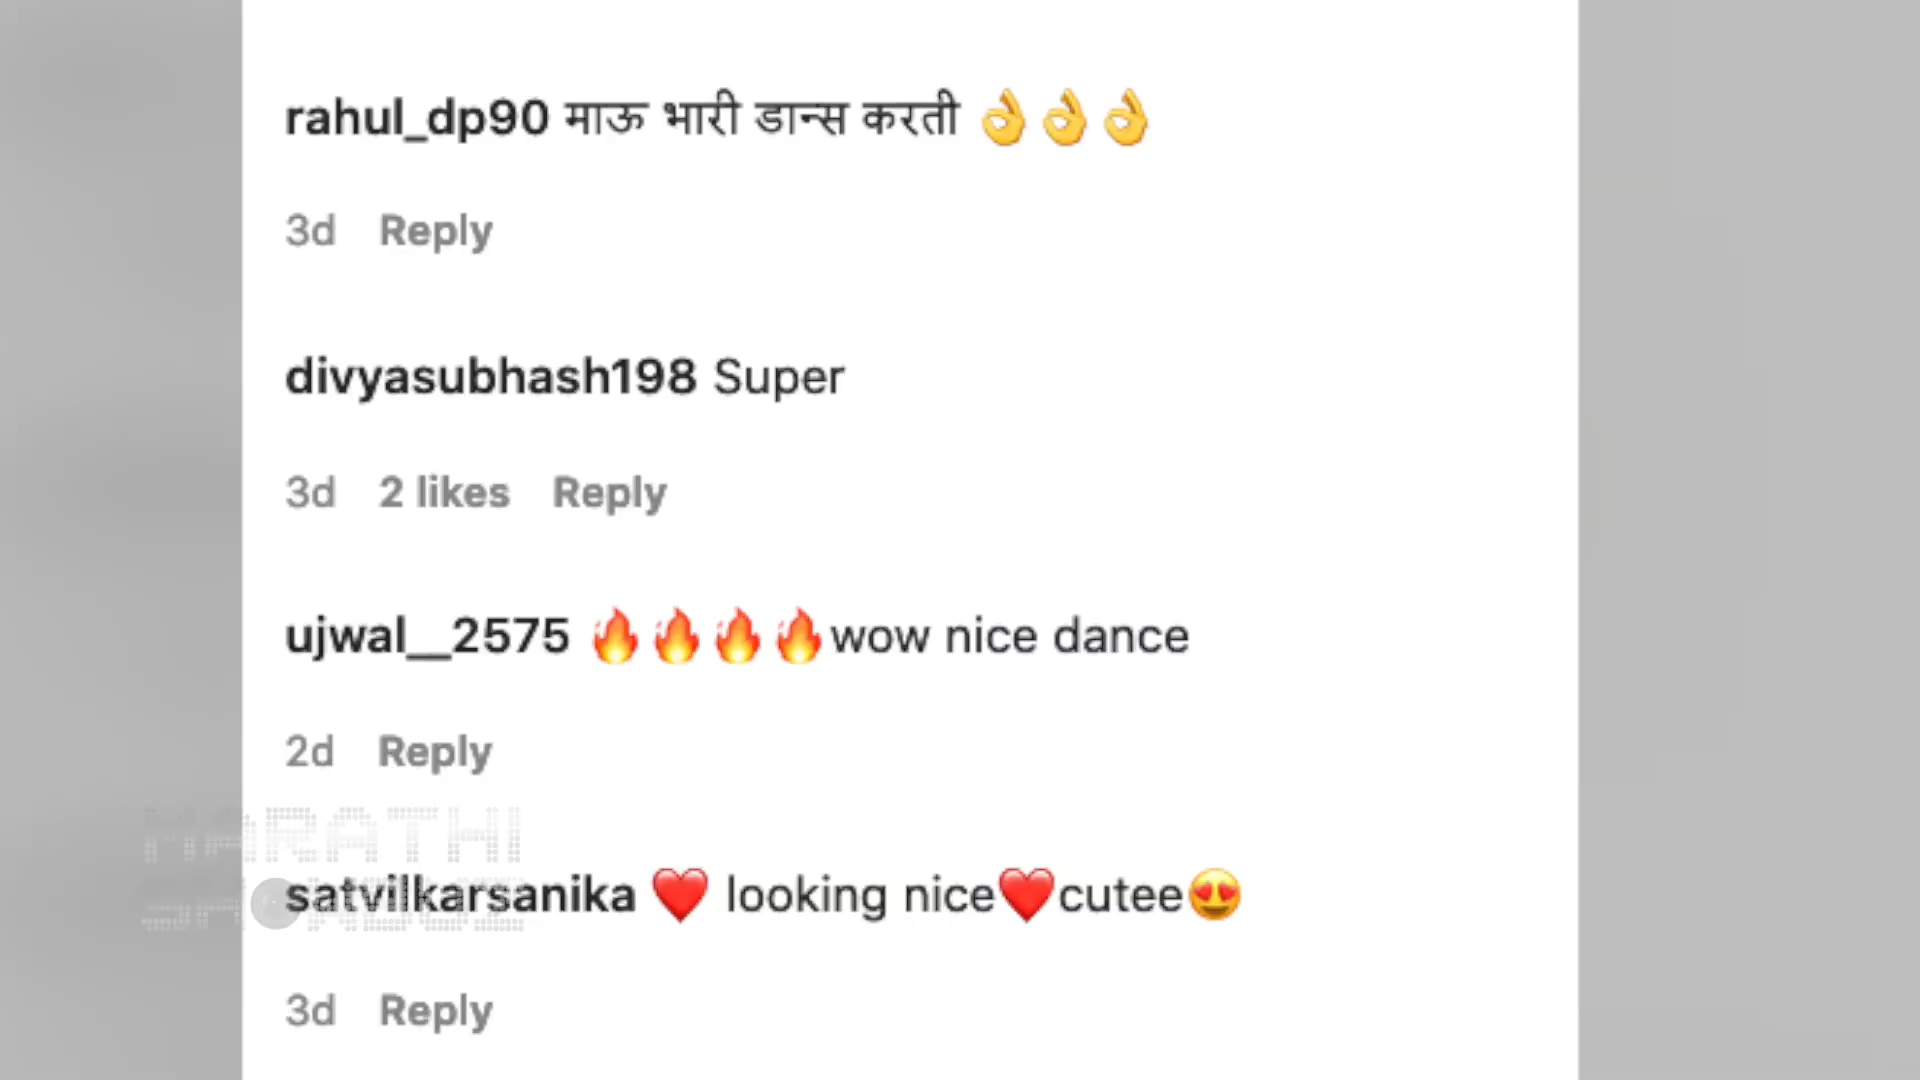 rahul_dp90 माऊ भारी डान्स करती 👌👌👌
3d Reply
divyasubhash198 Super
3d 2 likes Reply
ujwal__2575 🔥🔥🔥🔥wow nice dance
2d Reply
MARATHI
satvilkarsanika ❤️ looking nice❤️cutee😍
3d Reply